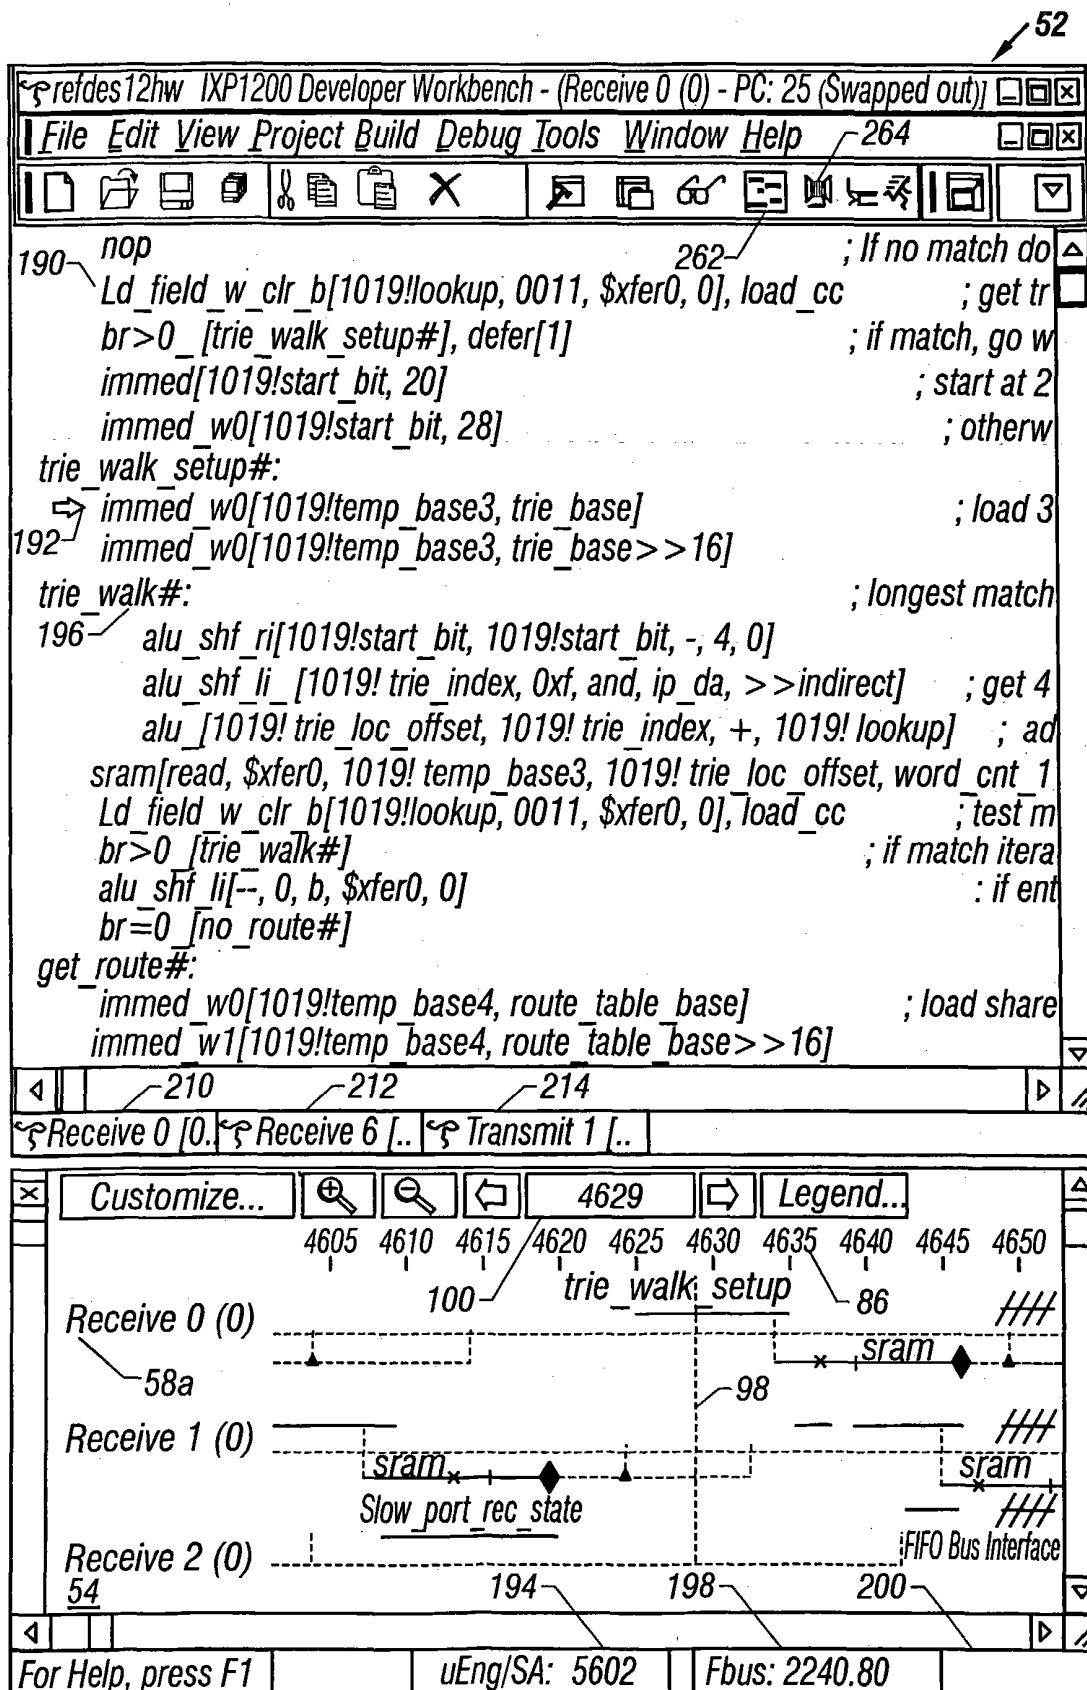 52
refdes12hw IXP1200 Developer Workbench - (Receive 0 (0) - PC: 25 (Swapped out)]
File Edit View Project Build Debug Tools Window Help 264
262
nop ; If no match do
190 Ld_field_w_clr_b[1019!lookup, 0011, $xfer0, 0], load_cc ; get tr
br>0_ [trie_walk_setup#], defer[1] ; if match, go w
immed[1019!start_bit, 20] ; start at 2
immed_w0[1019!start_bit, 28] ; otherw
trie_walk_setup#:
192 immed_w0[1019!temp_base3, trie_base] ; load 3
immed_w0[1019!temp_base3, trie_base>>16]
trie_walk#: ; longest match
196 alu_shf_ri[1019!start_bit, 1019!start_bit, -, 4, 0]
alu_shf_li_ [1019! trie_index, 0xf, and, ip_da, >>indirect] ; get 4
alu_[1019! trie_loc_offset, 1019! trie_index, +, 1019! lookup] ; ad
sram[read, $xfer0, 1019! temp_base3, 1019! trie_loc_offset, word_cnt_1
Ld_field_w_clr_b[1019!lookup, 0011, $xfer0, 0], load_cc ; test m
br>0_[trie_walk#] ; if match itera
alu_shf_li[--, 0, b, $xfer0, 0] : if ent
br=0_[no_route#]
get_route#:
immed_w0[1019!temp_base4, route_table_base] ; load share
immed_w1[1019!temp_base4, route_table_base>>16]
210 212 214
Receive 0 [0.. Receive 6 [.. Transmit 1 [..
Customize... 4629 Legend...
4605 4610 4615 4620 4625 4630 4635 4640 4645 4650
100 trie_walk_setup 86
Receive 0 (0)
sram
58a
98
Receive 1 (0)
sram sram
Slow_port_rec_state
Receive 2 (0) FIFO Bus Interface
54 194 198 200
For Help, press F1 uEng/SA: 5602 Fbus: 2240.80